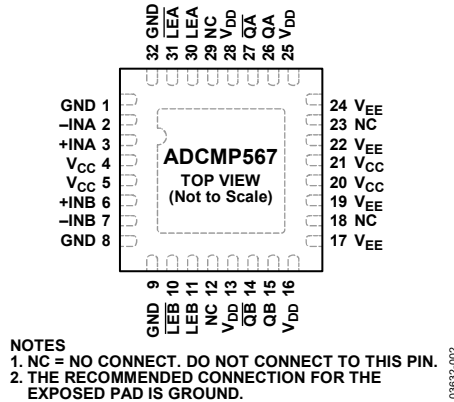 32 GND
31 L̅E̅A̅
30 LEA
29 NC
28 VDD
27 Q̅A̅
26 QA
25 VDD
GND 1
–INA 2
+INA 3
VCC 4
VCC 5
+INB 6
–INB 7
GND 8
ADCMP567
TOP VIEW
(Not to Scale)
24 VEE
23 NC
22 VEE
21 VCC
20 VCC
19 VEE
18 NC
17 VEE
GND 9
L̅E̅B̅ 10
LEB 11
NC 12
VDD 13
Q̅B̅ 14
QB 15
VDD 16
NOTES
1. NC = NO CONNECT. DO NOT CONNECT TO THIS PIN.
2. THE RECOMMENDED CONNECTION FOR THE
EXPOSED PAD IS GROUND.
03632-002